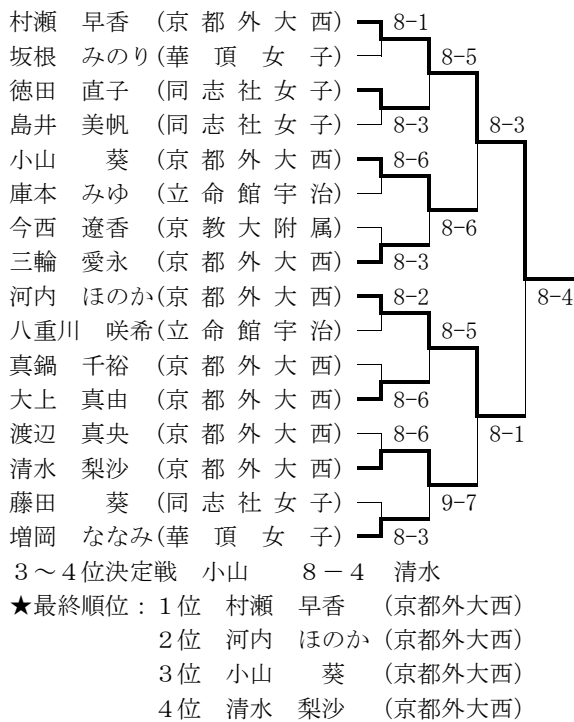 村瀬 早香 (京都外大西) 8-1
坂根 みのり(華頂女子) 8-5
徳田 直子 (同志社女子)
島井 美帆 (同志社女子) 8-3 8-3
小山 葵 (京都外大西) 8-6
庫本 みゆ (立命館宇治)
今西 遼香 (京教大附属) 8-6
三輪 愛永 (京都外大西) 8-3
河内 ほのか(京都外大西) 8-2 8-4
八重川 咲希(立命館宇治) 8-5
真鍋 千裕 (京都外大西)
大上 真由 (京都外大西) 8-6
渡辺 真央 (京都外大西) 8-6 8-1
清水 梨沙 (京都外大西)
藤田 葵 (同志社女子) 9-7
増岡 ななみ(華頂女子) 8-3
3~4位決定戦 小山 8-4 清水
★最終順位:1位 村瀬 早香 (京都外大西)
2位 河内 ほのか (京都外大西)
3位 小山 葵 (京都外大西)
4位 清水 梨沙 (京都外大西)